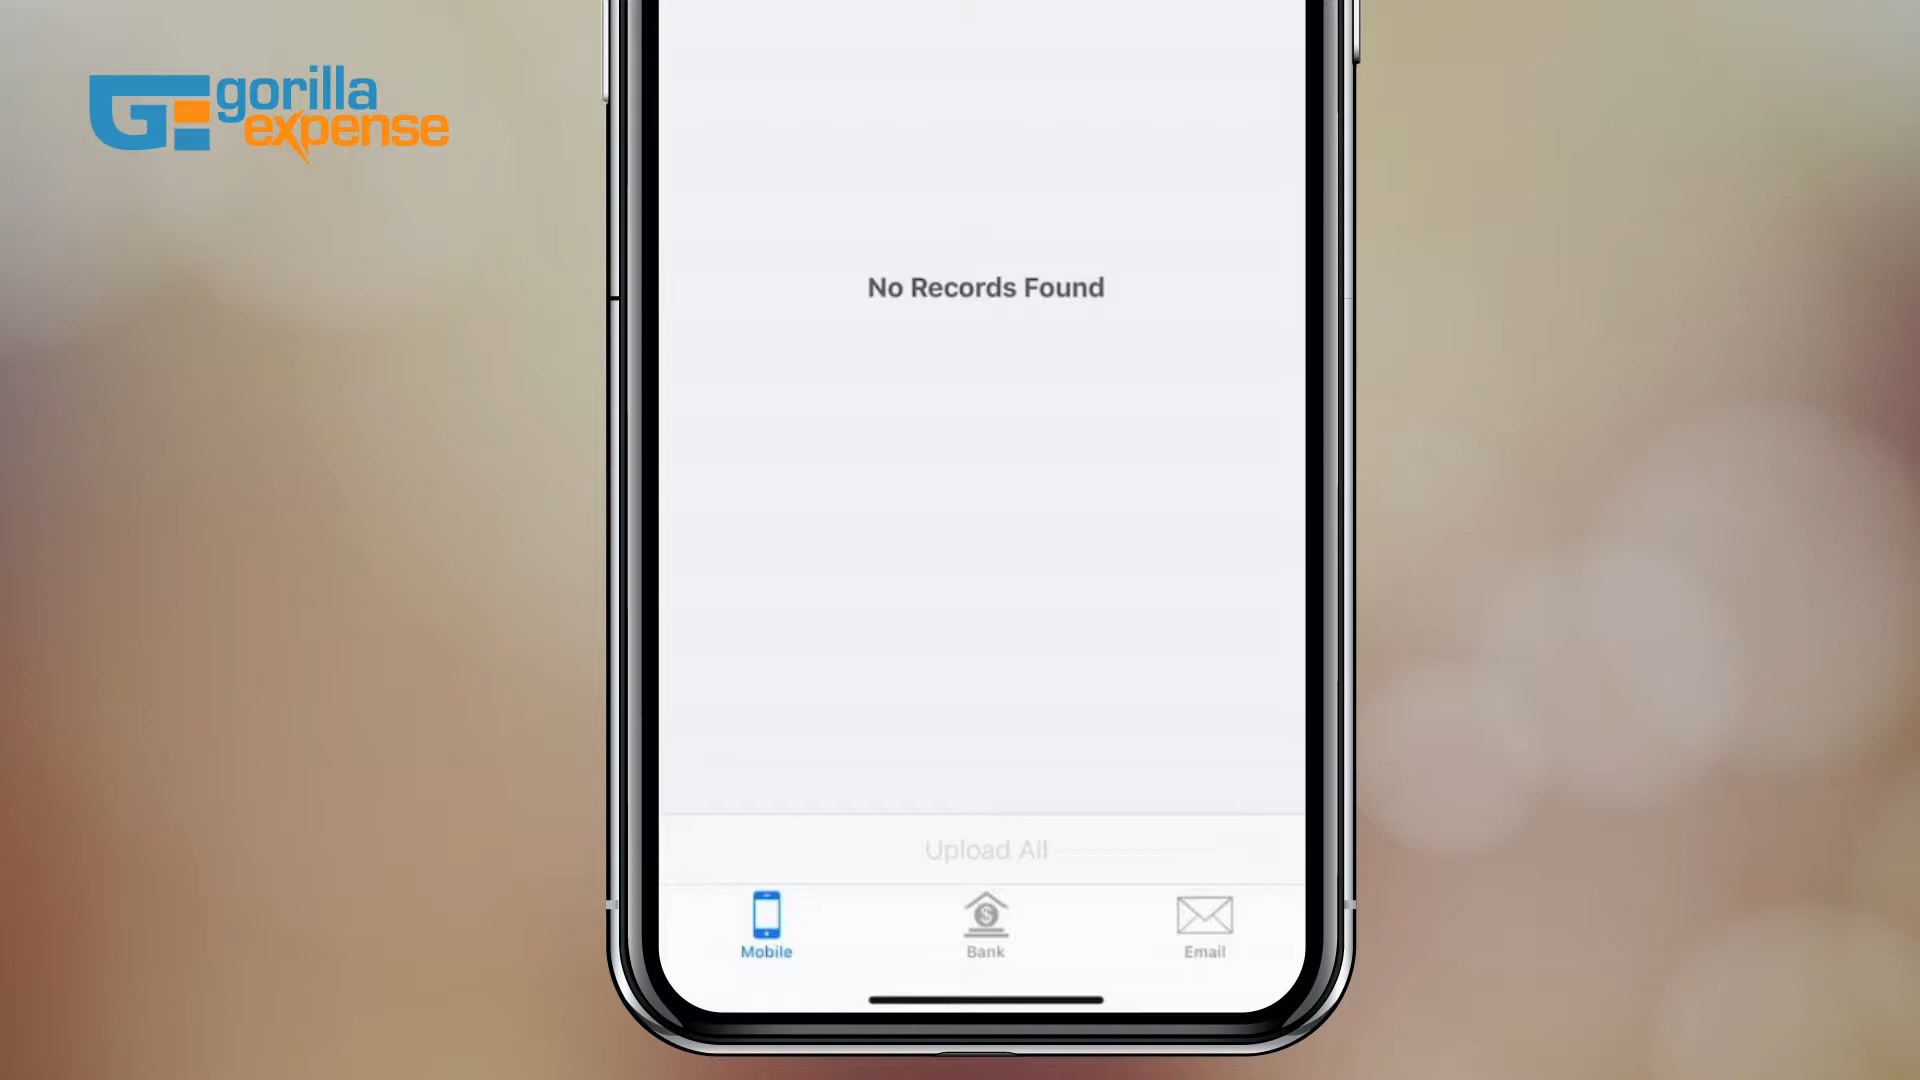 gorilla
expense
No Records Found
Upload All
Mobile
Bank
Email